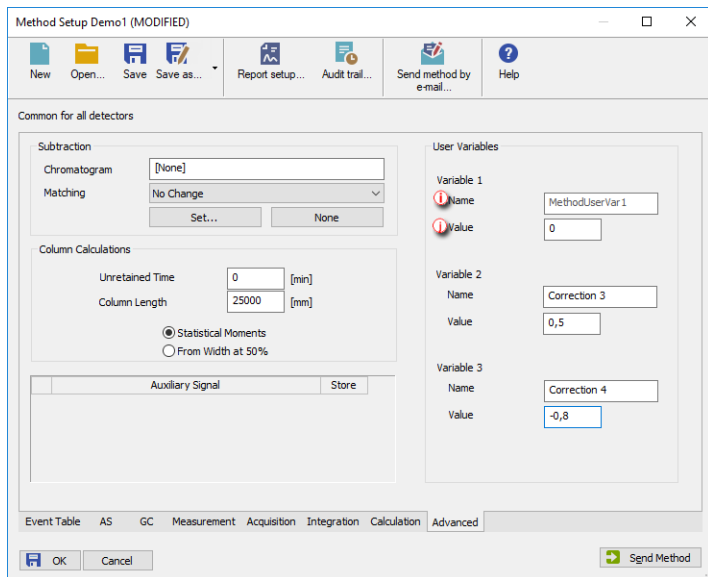 Method Setup Demo1 (MODIFIED)
New
Open...
Save
Save as...
Report setup...
Audit trail...
Send method by
e-mail...
Help
Common for all detectors
Subtraction
Chromatogram
[None]
Matching
No Change
Set...
None
Column Calculations
Unretained Time
0
[min]
Column Length
25000
[mm]
Statistical Moments
From Width at 50%
Auxiliary Signal
Store
User Variables
Variable 1
Name
MethodUserVar1
Value
0
Variable 2
Name
Correction 3
Value
0,5
Variable 3
Name
Correction 4
Value
-0,8
Event Table
AS
GC
Measurement
Acquisition
Integration
Calculation
Advanced
OK
Cancel
Send Method